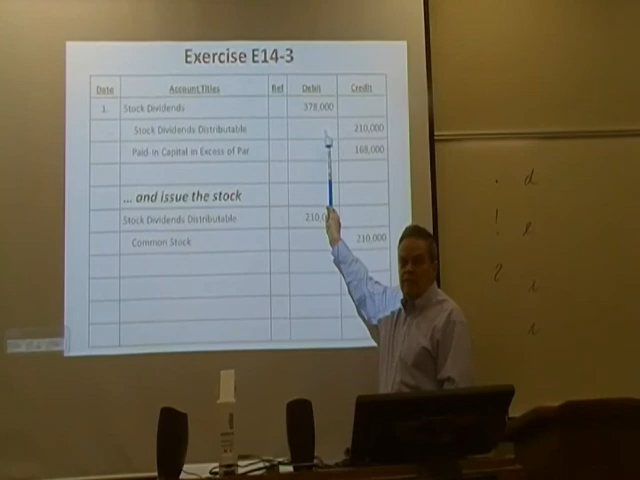 Exercise E14-3
Date Account Titles Ref Debit Credit
1. Stock Dividends 378,000
Stock Dividends Distributable 210,000
Paid-in Capital in Excess of Par 168,000
... and issue the stock
Stock Dividends Distributable 210,0
Common Stock 210,000